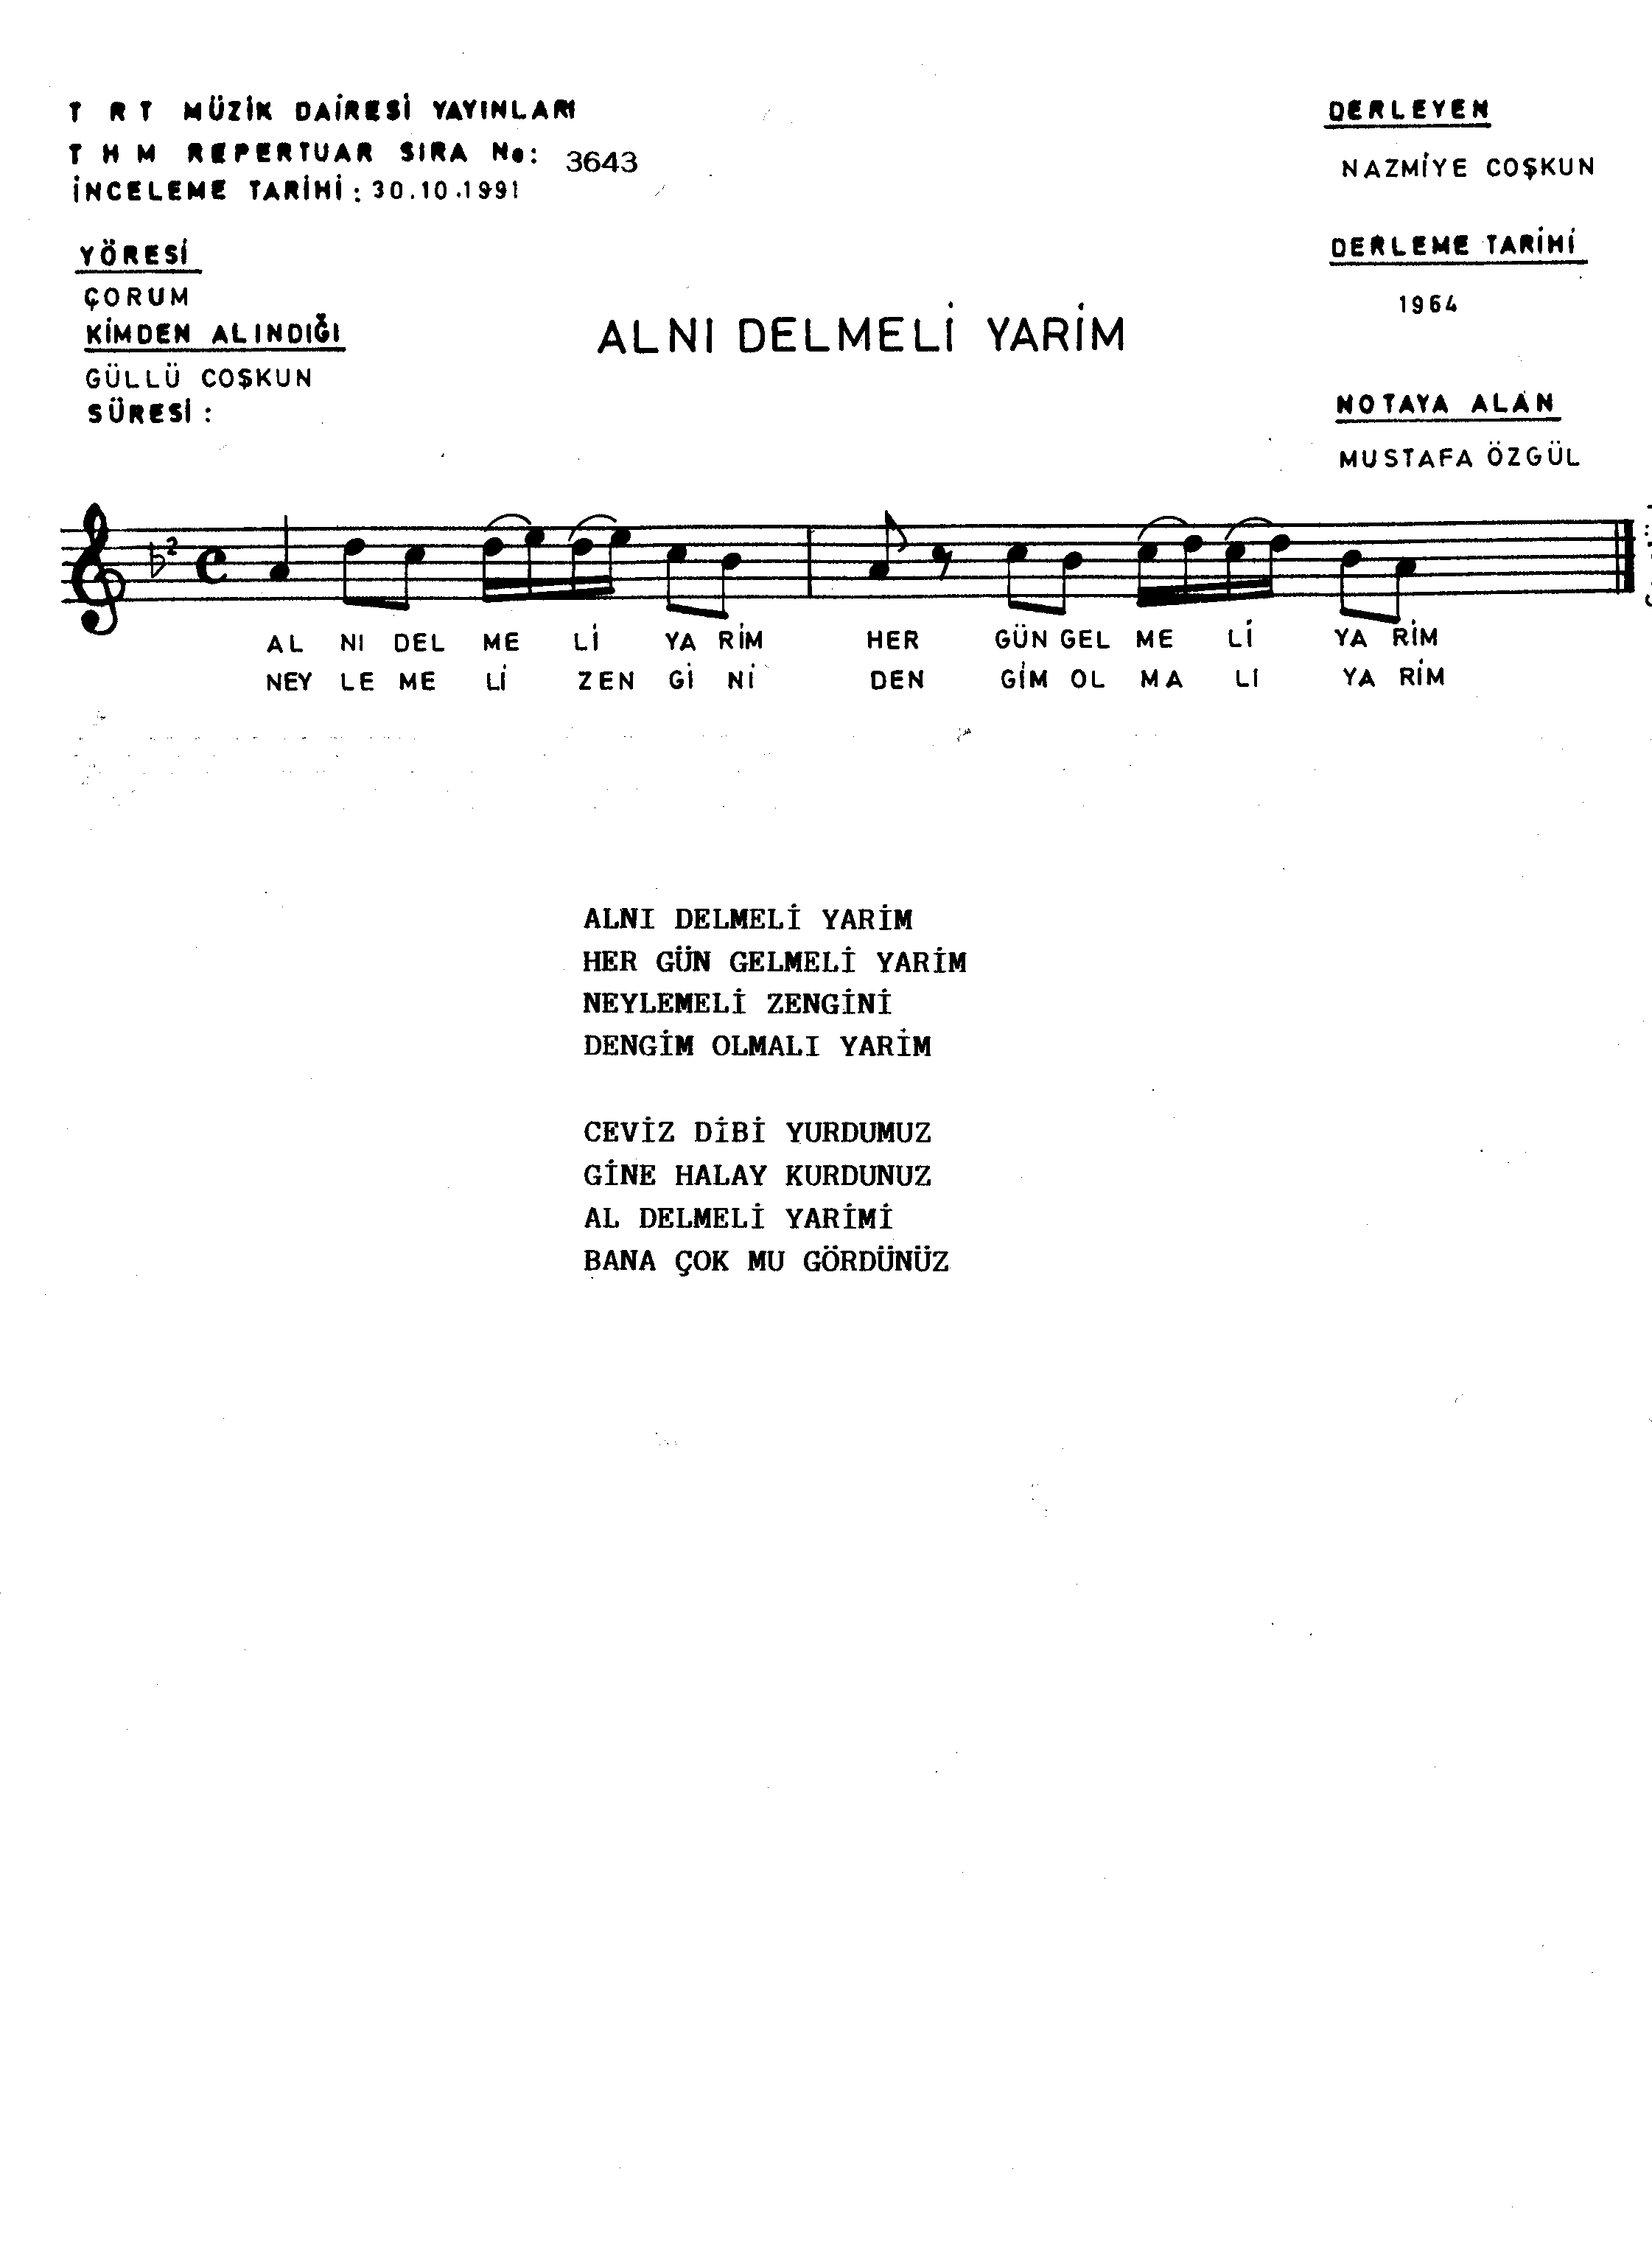 T R T MÜZİK DAİRESİ YAYINLARI
T H M REPERTUAR SIRA No: 3643
İNCELEME TARİHİ : 30.10.1991
DERLEYEN
NAZMİYE COŞKUN
YÖRESİ
ÇORUM
KİMDEN ALINDIĞI
GÜLLÜ COŞKUN
SÜRESİ :
DERLEME TARİHİ
1964
ALNI DELMELİ YARİM
NOTAYA ALAN
MUSTAFA ÖZGÜL
AL NI DEL ME Lİ YA RİM HER GÜN GEL ME Lİ YA RİM
NEY LE ME Lİ ZEN Gİ Nİ DEN GİM OL MA LI YA RİM
ALNI DELMELİ YARİM
HER GÜN GELMELİ YARİM
NEYLEMELİ ZENGİNİ
DENGİM OLMALI YARİM
CEVİZ DİBİ YURDUMUZ
GİNE HALAY KURDUNUZ
AL DELMELİ YARİMİ
BANA ÇOK MU GÖRDÜNÜZ